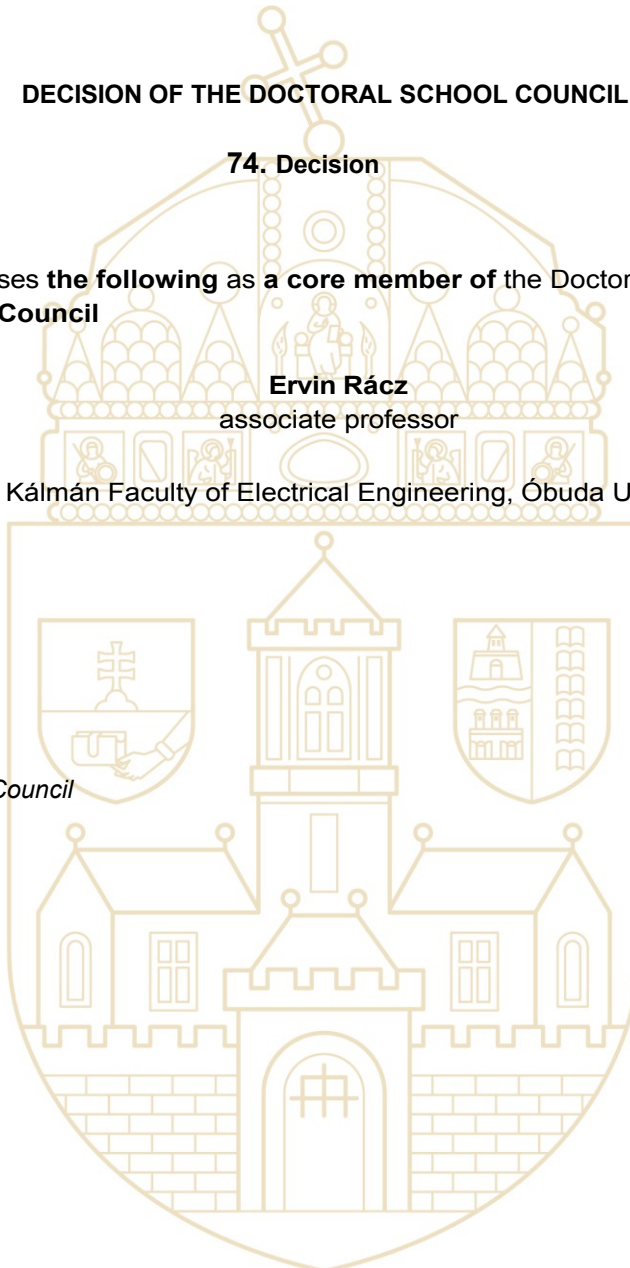 DECISION OF THE DOCTORAL SCHOOL COUNCIL
74. Decision
ses the following as a core member of the Doctor
Council
Ervin Rácz
associate professor
Kálmán Faculty of Electrical Engineering, Óbuda U
Council